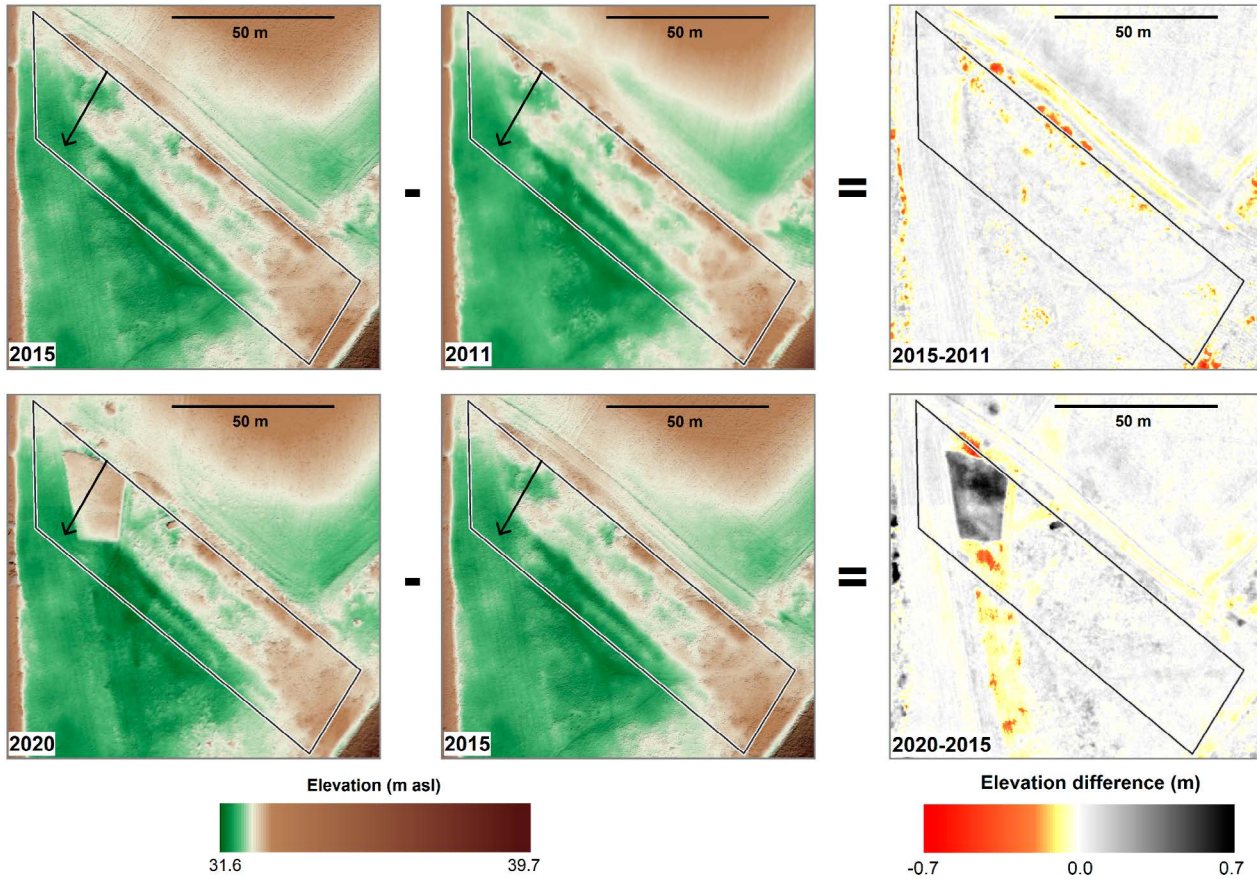 50 m
50 m
50 m
2015
-
2011
=
2015-2011
50 m
50 m
50 m
2020
-
2015
=
2020-2015
Elevation (m asl)
31.6
39.7
Elevation difference (m)
-0.7
0.0
0.7